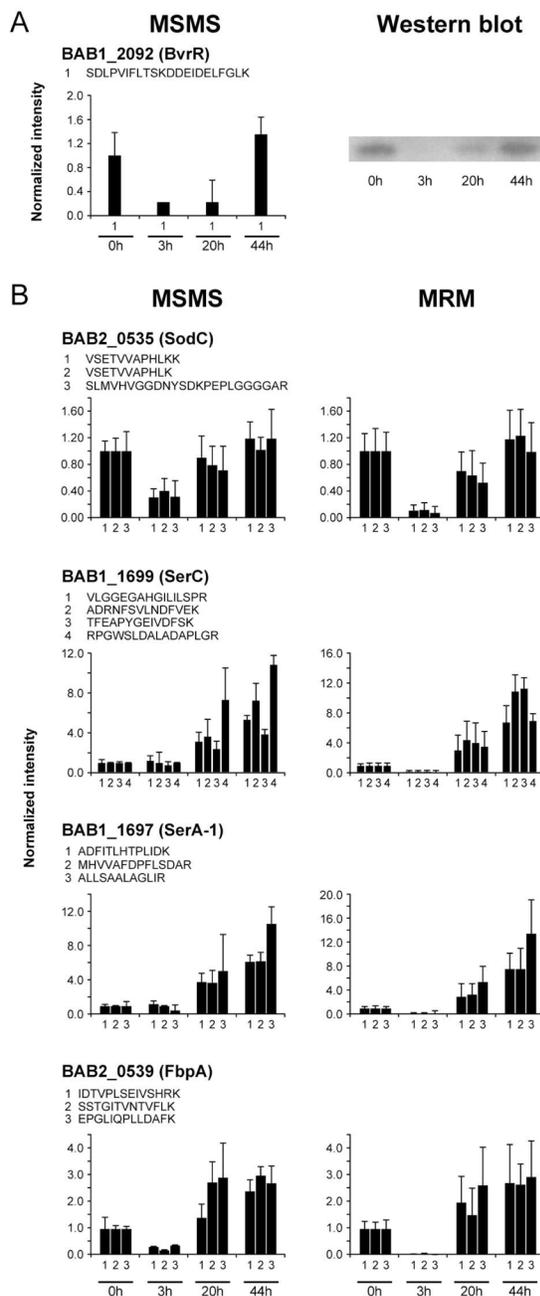 A
MSMS
Western blot
BAB1_2092 (BvrR)
1 SDLPVIFLTSKDDEIDELFGLK
Normalized intensity
2.0
1.6
1.2
0.8
0.4
0.0
1 1 1 1
0h 3h 20h 44h
0h 3h 20h 44h
B
MSMS
MRM
BAB2_0535 (SodC)
1 VSETVVAPHLKK
2 VSETVVAPHLK
3 SLMVHVGGDNYSDKPEPLGGGGAR
1.60
1.20
0.80
0.40
0.00
1 2 3 1 2 3 1 2 3 1 2 3
1.60
1.20
0.80
0.40
0.00
1 2 3 1 2 3 1 2 3 1 2 3
BAB1_1699 (SerC)
1 VLGGEGAHGILILSPR
2 ADRNFSVLNDFVEK
3 TFEAPYGEIVDFSK
4 RPGWSLDALADAPLGR
12.0
8.0
4.0
0.0
1 2 3 4 1 2 3 4 1 2 3 4 1 2 3 4
16.0
12.0
8.0
4.0
0.0
1 2 3 4 1 2 3 4 1 2 3 4 1 2 3 4
Normalized intensity
BAB1_1697 (SerA-1)
1 ADFITLHTPLIDK
2 MHVVAFDPFLSDAR
3 ALLSAALAGLIR
12.0
8.0
4.0
0.0
1 2 3 1 2 3 1 2 3 1 2 3
20.0
16.0
12.0
8.0
4.0
0.0
1 2 3 1 2 3 1 2 3 1 2 3
BAB2_0539 (FbpA)
1 IDTVPLSEIVSHRK
2 SSTGITVNTVFLK
3 EPGLIQPLLDAFK
4.0
3.0
2.0
1.0
0.0
1 2 3 1 2 3 1 2 3 1 2 3
0h 3h 20h 44h
4.0
3.0
2.0
1.0
0.0
1 2 3 1 2 3 1 2 3 1 2 3
0h 3h 20h 44h